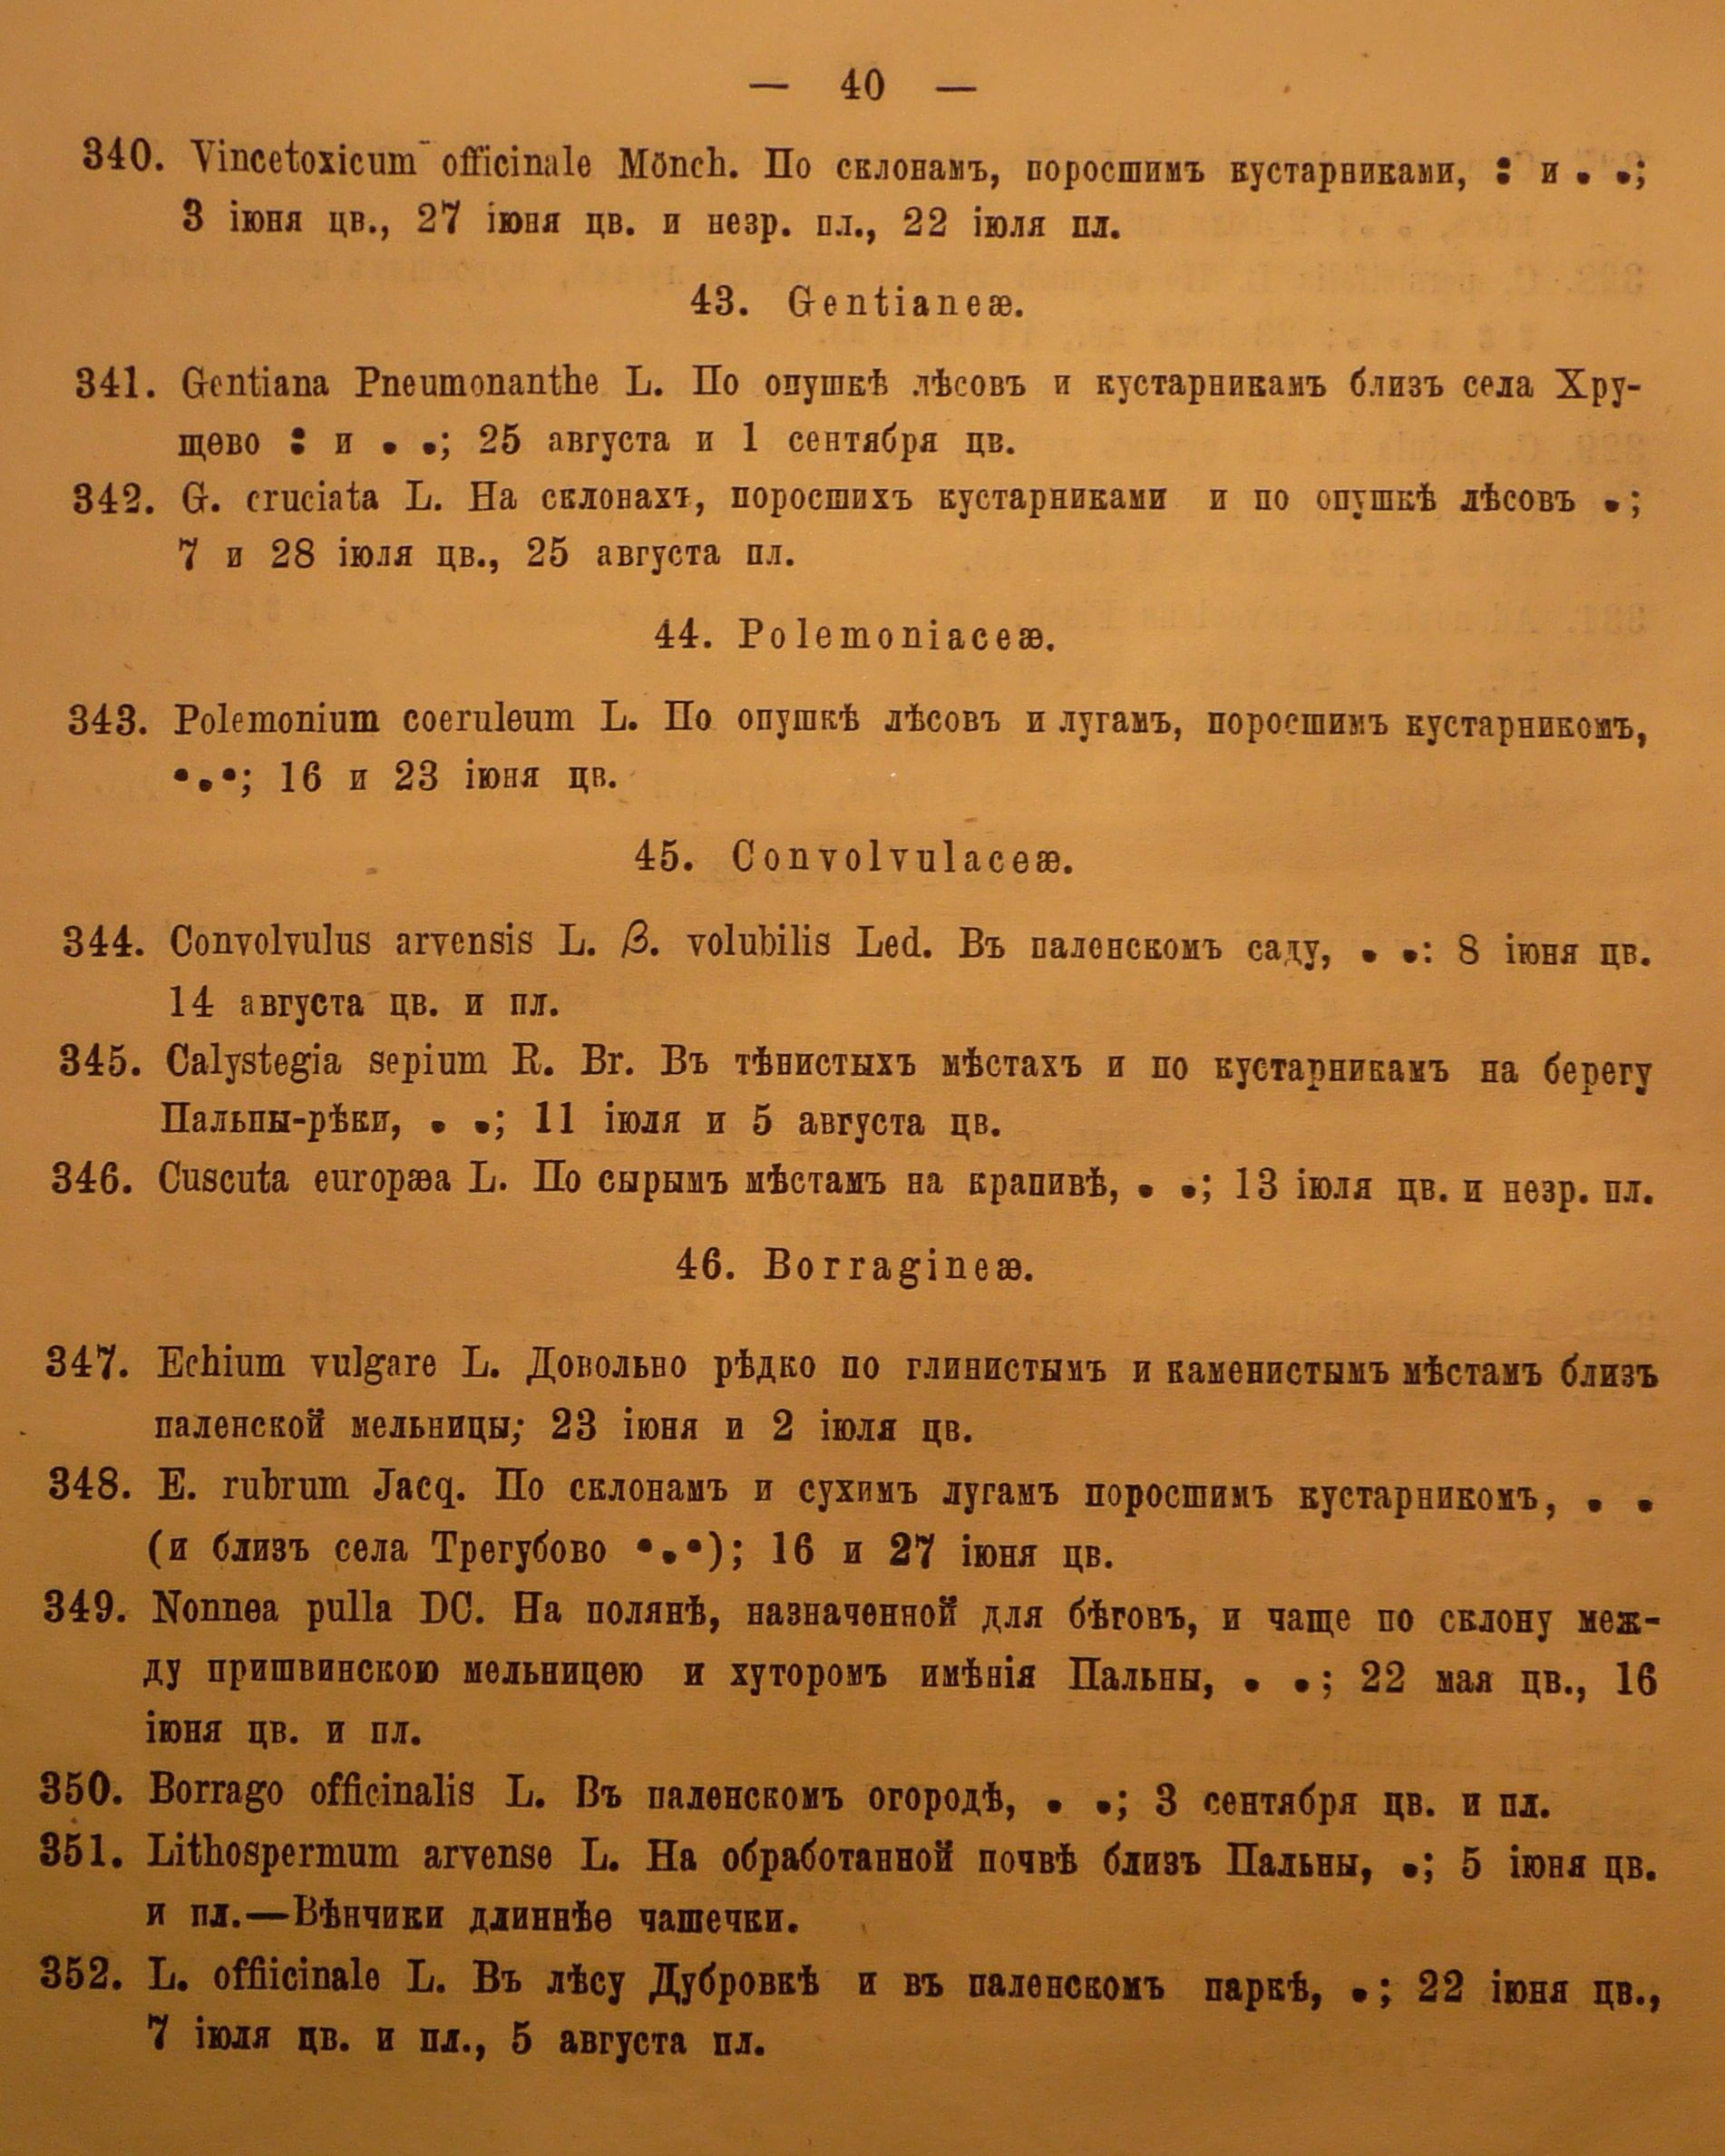 — 40 —
340. Vincetoxicum officinale Mönch. По склонамъ, поросшимъ кустарниками, : и . .;
3 іюня цв., 27 іюня цв. и незр. пл., 22 іюля пл.
43. Gentianeæ.
341. Gentiana Pneumonanthe L. По опушкѣ лѣсовъ и кустарникамъ близъ села Хру-
щево : и . .; 25 августа и 1 сентября цв.
342. G. cruciata L. На склонахъ, поросшихъ кустарниками и по опушкѣ лѣсовъ .;
7 и 28 іюля цв., 25 августа пл.
44. Polemoniaceæ.
343. Polemonium coeruleum L. По опушкѣ лѣсовъ и лугамъ, поросшимъ кустарникомъ,
•.•; 16 и 23 іюня цв.
45. Convolvulaceæ.
344. Convolvulus arvensis L. β. volubilis Led. Въ паленскомъ саду, . .: 8 іюня цв.
14 августа цв. и пл.
345. Calystegia sepium R. Br. Въ тѣнистыхъ мѣстахъ и по кустарникамъ на берегу
Пальны-рѣки, . .; 11 іюля и 5 августа цв.
346. Cuscuta europæa L. По сырымъ мѣстамъ на крапивѣ, . .; 13 іюля цв. и незр. пл.
46. Borragineæ.
347. Echium vulgare L. Довольно рѣдко по глинистымъ и каменистымъ мѣстамъ близъ
паленской мельницы; 23 іюня и 2 іюля цв.
348. E. rubrum Jacq. По склонамъ и сухимъ лугамъ поросшимъ кустарникомъ, . .
(и близъ села Трегубово •.•); 16 и 27 іюня цв.
349. Nonnea pulla DC. На полянѣ, назначенной для бѣговъ, и чаще по склону меж-
ду пришвинскою мельницею и хуторомъ имѣнія Пальны, . .; 22 мая цв., 16
іюня цв. и пл.
350. Borrago officinalis L. Въ паленскомъ огородѣ, . .; 3 сентября цв. и пл.
351. Lithospermum arvense L. На обработанной почвѣ близъ Пальны, .; 5 іюня цв.
и пл.—Вѣнчики длиннѣе чашечки.
352. L. offiicinale L. Въ лѣсу Дубровкѣ и въ паленскомъ паркѣ, .; 22 іюня цв.,
7 іюля цв. и пл., 5 августа пл.